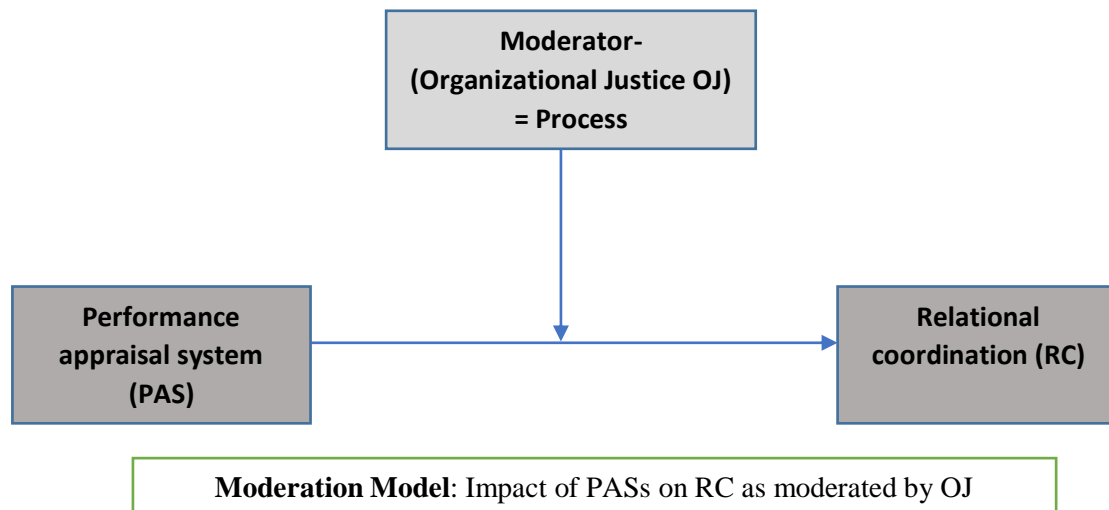 Moderator-
(Organizational Justice OJ)
= Process
Performance
appraisal system
(PAS)
Relational
coordination (RC)
Moderation Model: Impact of PASs on RC as moderated by OJ